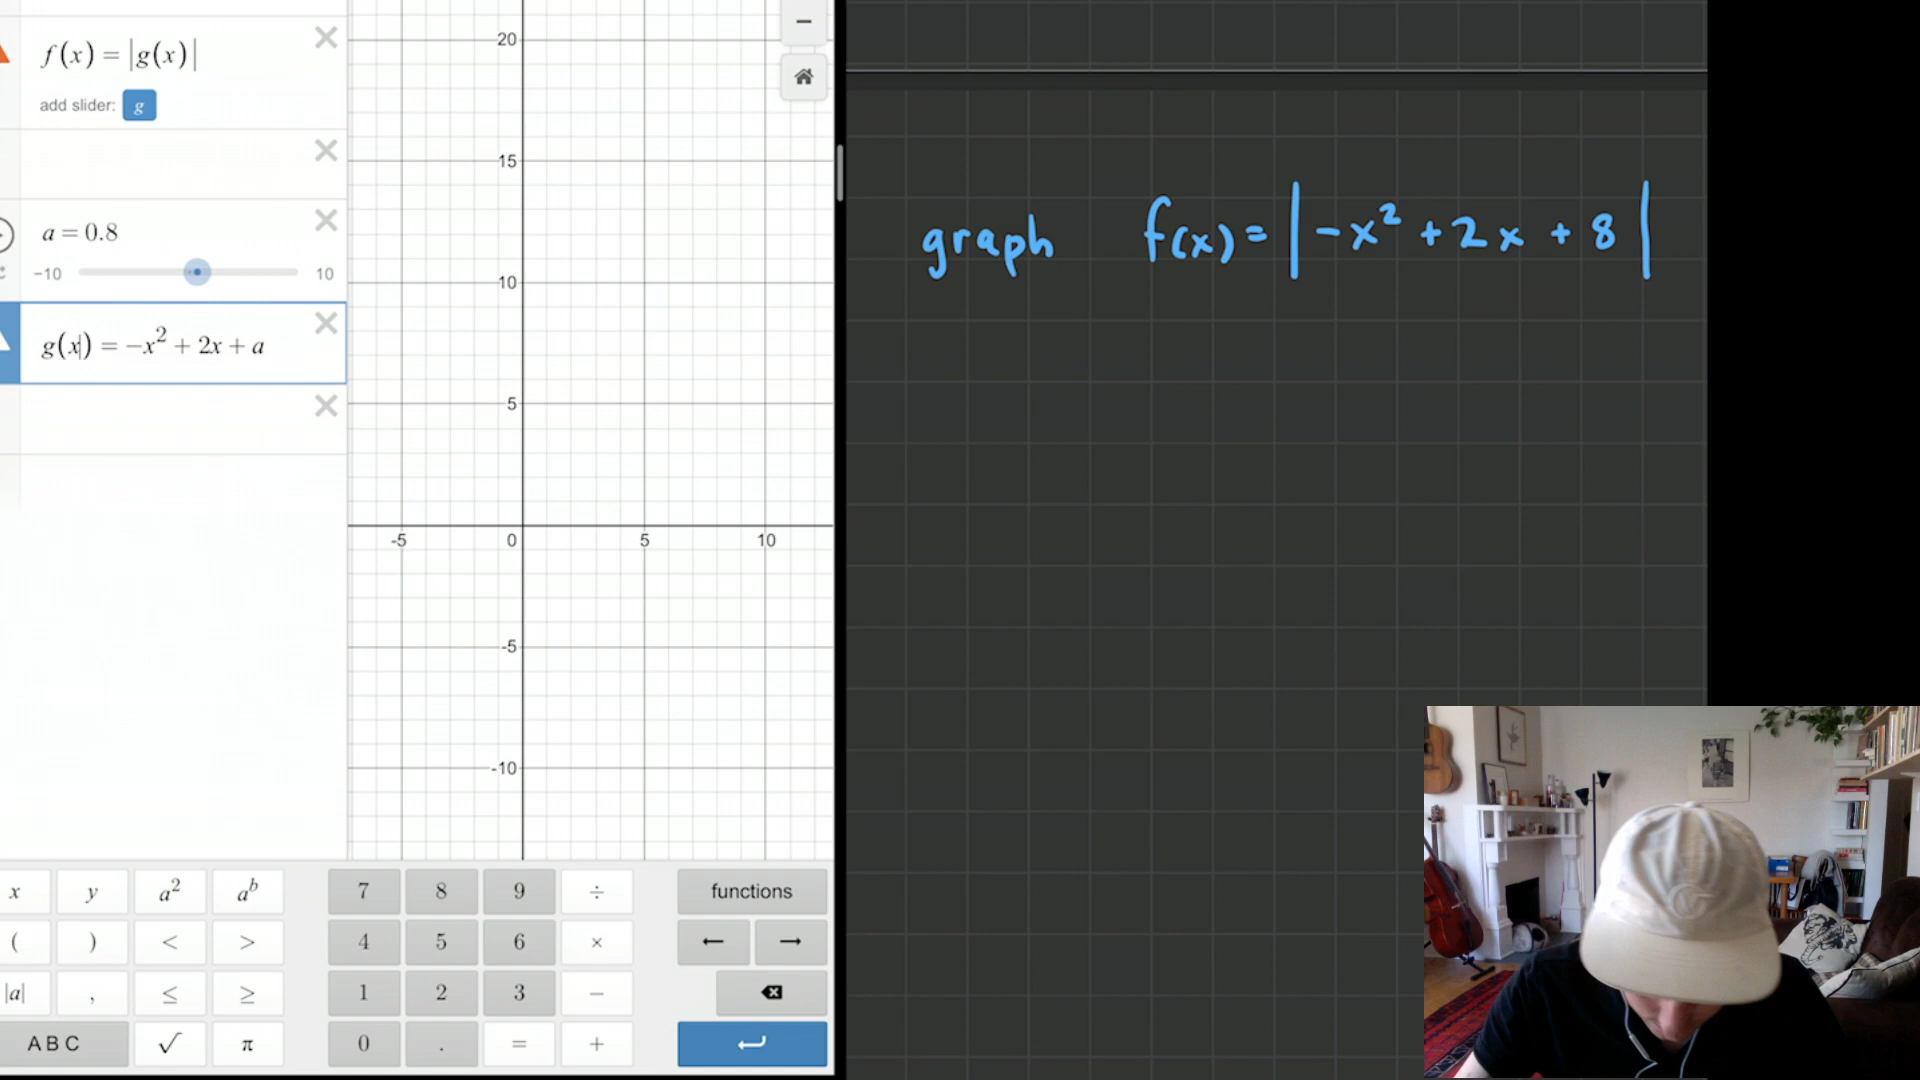 f(x) = |g(x)|
add slider: g
a = 0.8
−10
10
g(x) = −x² + 2x + a
20
15
10
5
-5
0
5
10
-5
-10
graph f(x) = | −x² + 2x + 8 |
x y a² aᵇ 7 8 9 ÷ functions
( ) < > 4 5 6 × ← →
|a| , ≤ ≥ 1 2 3 −
A B C √ π 0 . = +